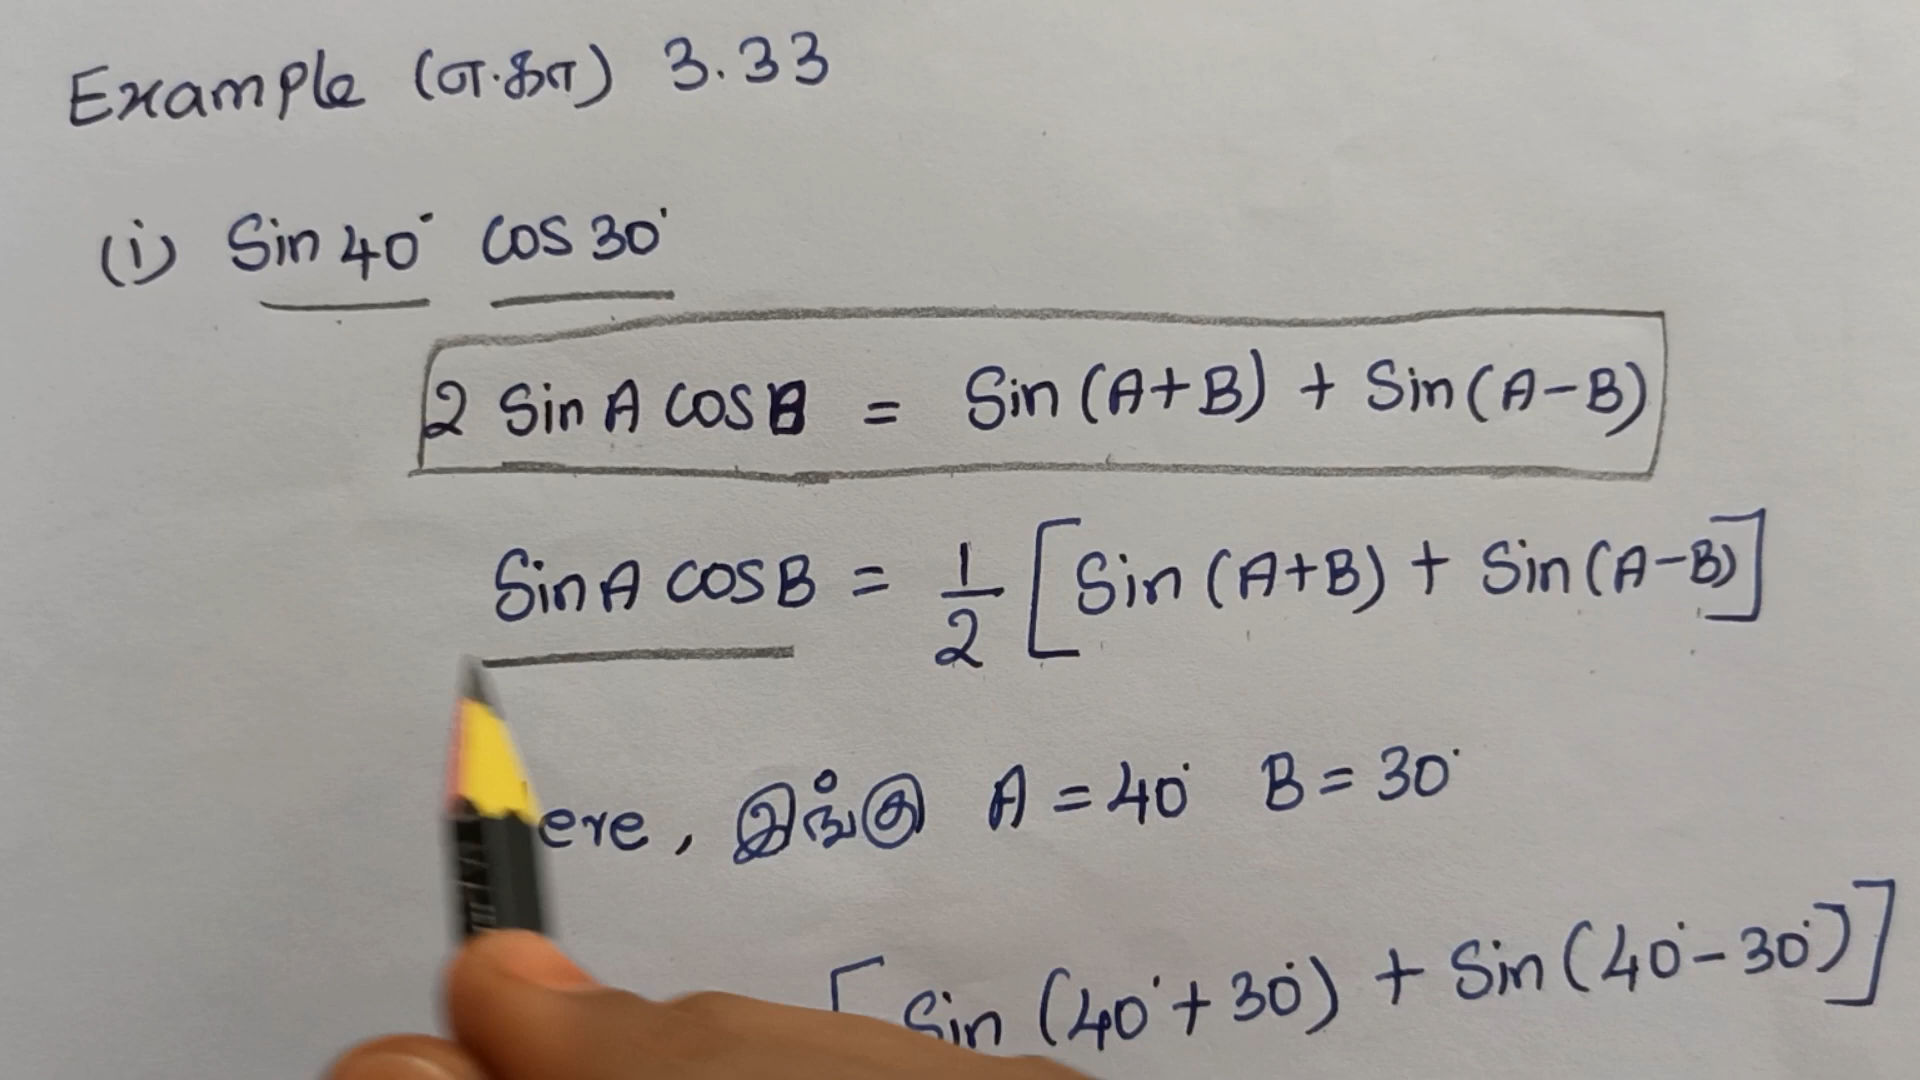 Example (எ.கா) 3.33
(i) Sin 40° cos 30°
2 Sin A cos B = Sin (A+B) + Sin (A-B)
Sin A cos B = 1/2 [Sin (A+B) + Sin (A-B)]
ere, இங்கு A = 40° B = 30°
[Sin (40°+30°) + Sin (40°-30°)]